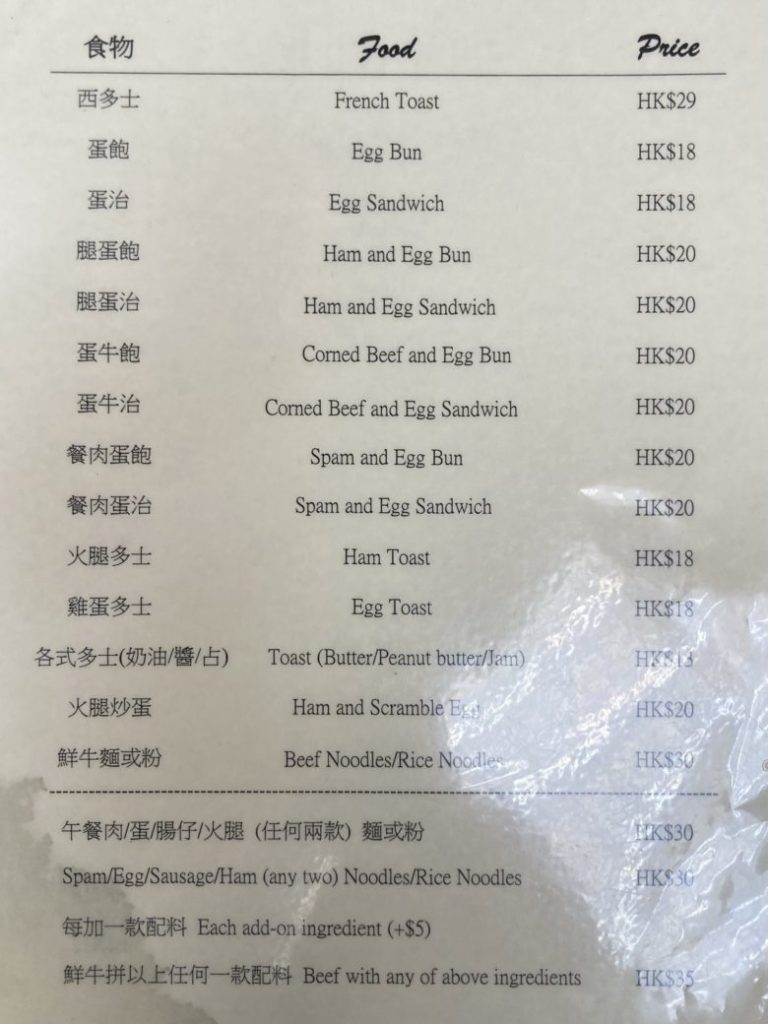 食物 Food Price
西多士 French Toast HK$29
蛋飽 Egg Bun HK$18
蛋治 Egg Sandwich HK$18
腿蛋飽 Ham and Egg Bun HK$20
腿蛋治 Ham and Egg Sandwich HK$20
蛋牛飽 Corned Beef and Egg Bun HK$20
蛋牛治 Corned Beef and Egg Sandwich HK$20
餐肉蛋飽 Spam and Egg Bun HK$20
餐肉蛋治 Spam and Egg Sandwich HK$20
火腿多士 Ham Toast HK$18
雞蛋多士 Egg Toast HK$18
各式多士(奶油/醬/占) Toast (Butter/Peanut butter/Jam) HK$13
火腿炒蛋 Ham and Scramble Egg HK$20
鮮牛麵或粉 Beef Noodles/Rice Noodles HK$30
午餐肉/蛋/腸仔/火腿 (任何兩款) 麵或粉 HK$30
Spam/Egg/Sausage/Ham (any two) Noodles/Rice Noodles HK$30
每加一款配料 Each add-on ingredient (+$5)
鮮牛拼以上任何一款配料 Beef with any of above ingredients HK$35